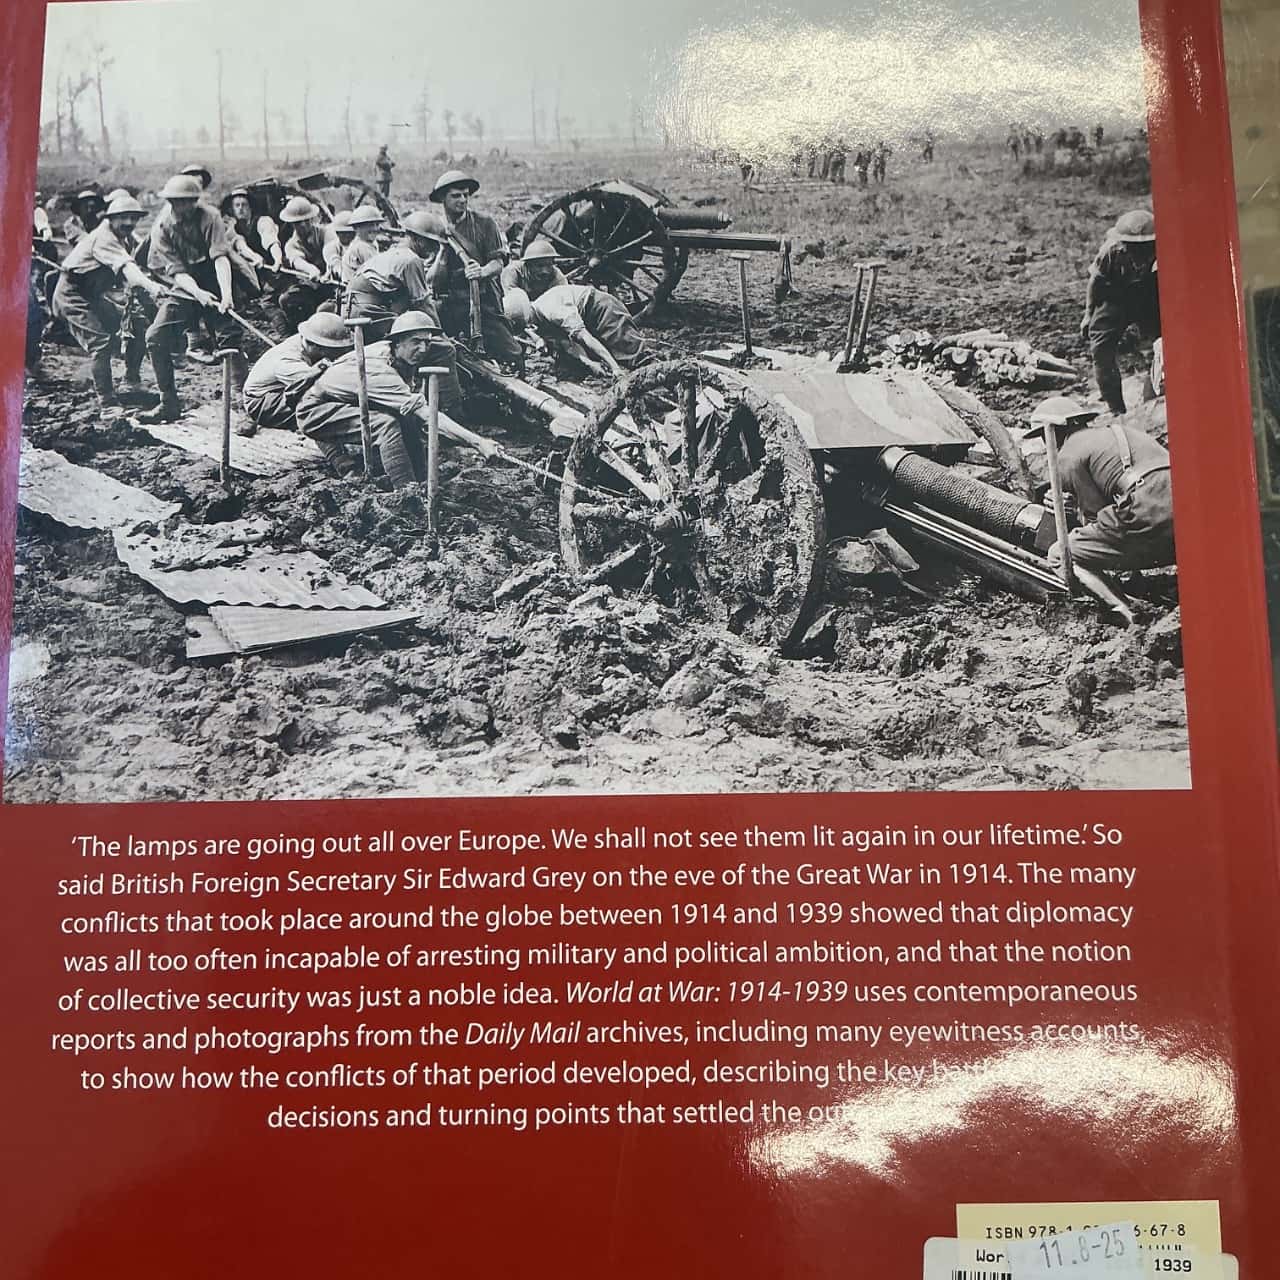 ‘The lamps are going out all over Europe. We shall not see them lit again in our lifetime.’ So
said British Foreign Secretary Sir Edward Grey on the eve of the Great War in 1914. The many
conflicts that took place around the globe between 1914 and 1939 showed that diplomacy
was all too often incapable of arresting military and political ambition, and that the notion
of collective security was just a noble idea. World at War: 1914-1939 uses contemporaneous
reports and photographs from the Daily Mail archives, including many eyewitness accounts,
to show how the conflicts of that period developed, describing the key
decisions and turning points that settled the
ISBN 978-1 6-67-8
Wor 11.8-25
1939